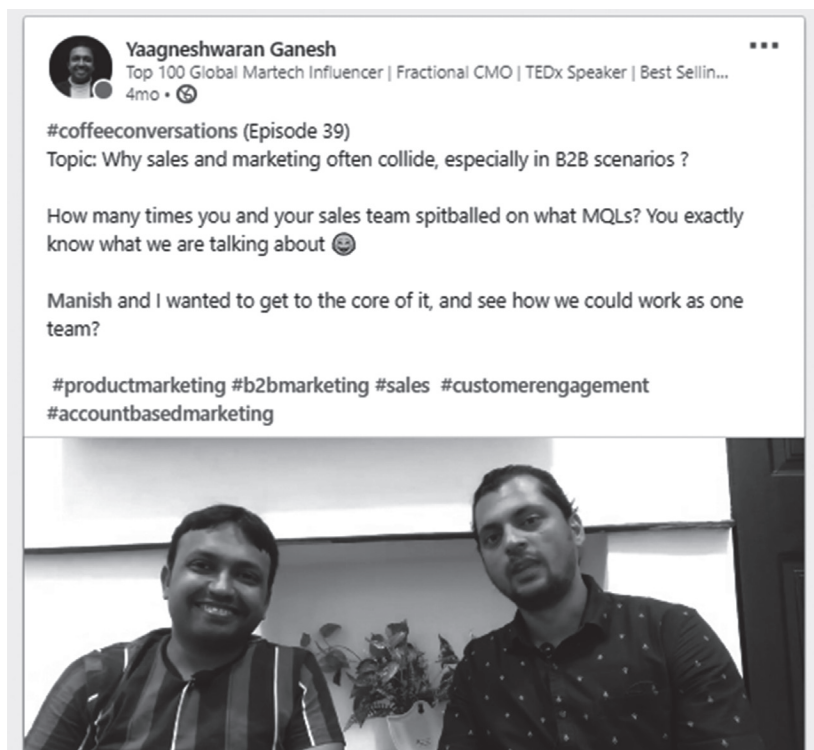 Yaagneshwaran Ganesh
Top 100 Global Martech Influencer | Fractional CMO | TEDx Speaker | Best Sellin...
4mo •
#coffeeconversations (Episode 39)
Topic: Why sales and marketing often collide, especially in B2B scenarios ?
How many times you and your sales team spitballed on what MQLs? You exactly
know what we are talking about 😄
Manish and I wanted to get to the core of it, and see how we could work as one
team?
#productmarketing #b2bmarketing #sales #customerengagement
#accountbasedmarketing